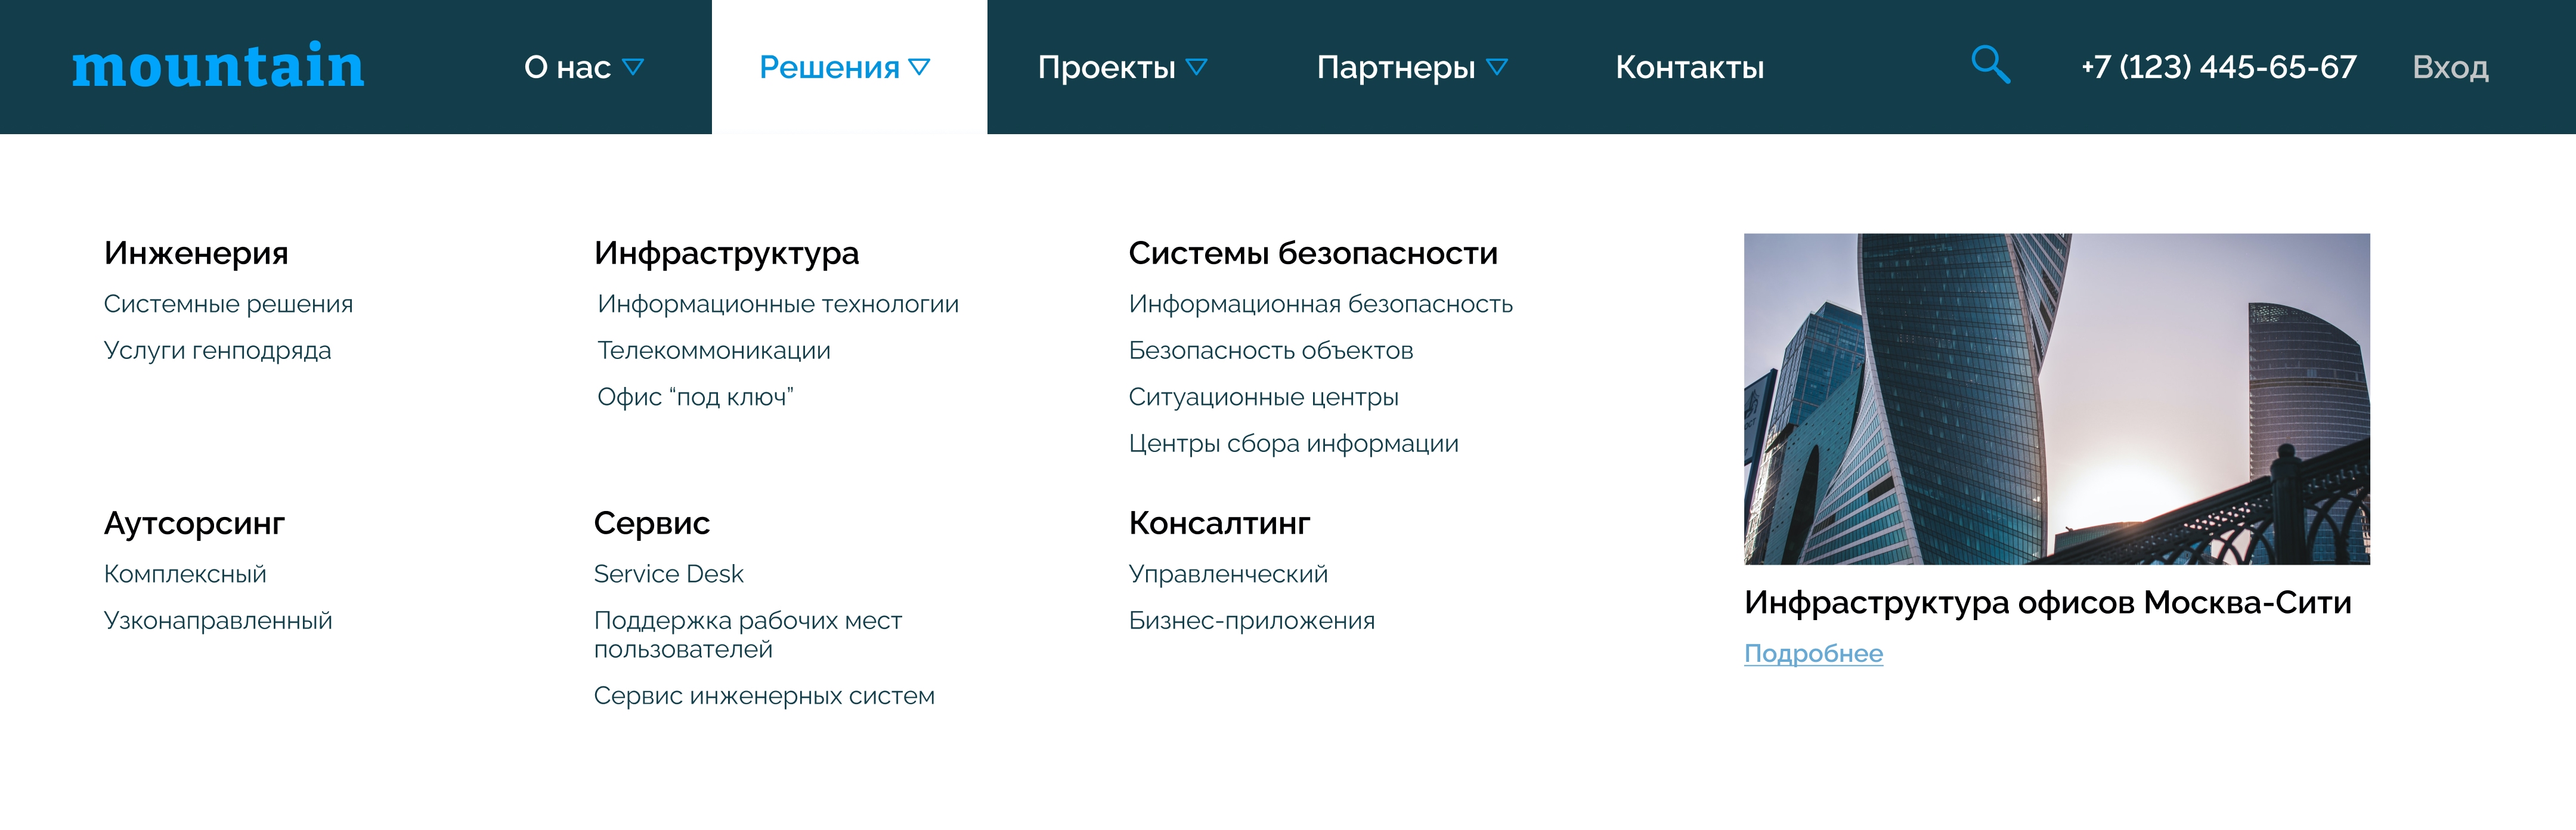 mountain
О нас
Решения
Проекты
Партнеры
Контакты
+7 (123) 445-65-67
Вход
Инженерия
Системные решения
Услуги генподряда
Инфраструктура
Информационные технологии
Телекоммоникации
Офис “под ключ”
Системы безопасности
Информационная безопасность
Безопасность объектов
Ситуационные центры
Центры сбора информации
Аутсорсинг
Комплексный
Узконаправленный
Сервис
Service Desk
Поддержка рабочих мест
пользователей
Сервис инженерных систем
Консалтинг
Управленческий
Бизнес-приложения
Инфраструктура офисов Москва-Сити
Подробнее